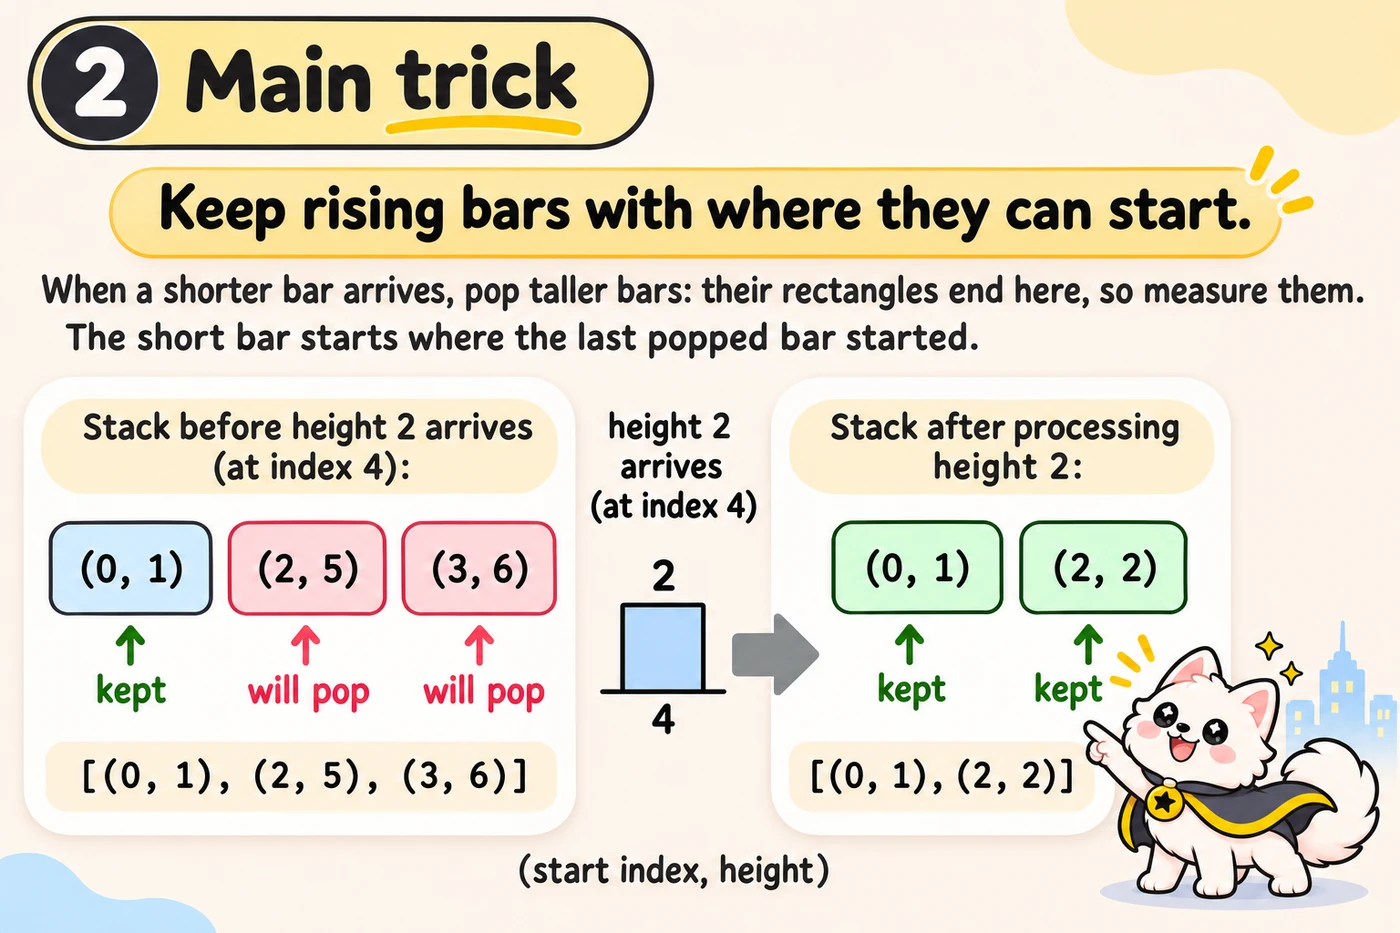 2 Main trick
Keep rising bars with where they can start.
When a shorter bar arrives, pop taller bars: their rectangles end here, so measure them.
The short bar starts where the last popped bar started.
Stack before height 2 arrives
(at index 4):
(0, 1) (2, 5) (3, 6)
kept will pop will pop
[(0, 1), (2, 5), (3, 6)]
height 2
arrives
(at index 4)
2
4
Stack after processing
height 2:
(0, 1) (2, 2)
kept kept
[(0, 1), (2, 2)]
(start index, height)